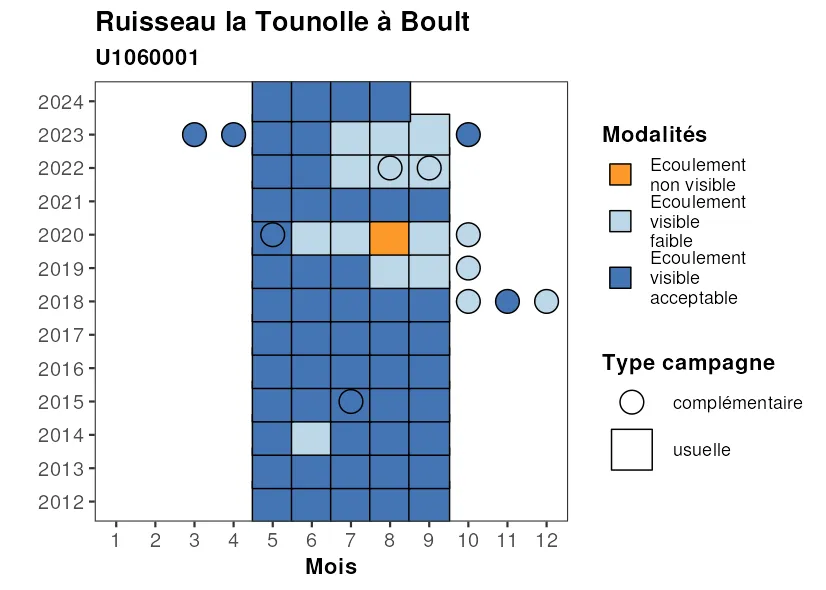 Ruisseau la Tounolle à Boult
U1060001
2024
2023
2022
2021
2020
2019
2018
2017
2016
2015
2014
2013
2012
1 2 3 4 5 6 7 8 9 10 11 12
Mois
Modalités
Ecoulement
non visible
Ecoulement
visible
faible
Ecoulement
visible
acceptable
Type campagne
complémentaire
usuelle